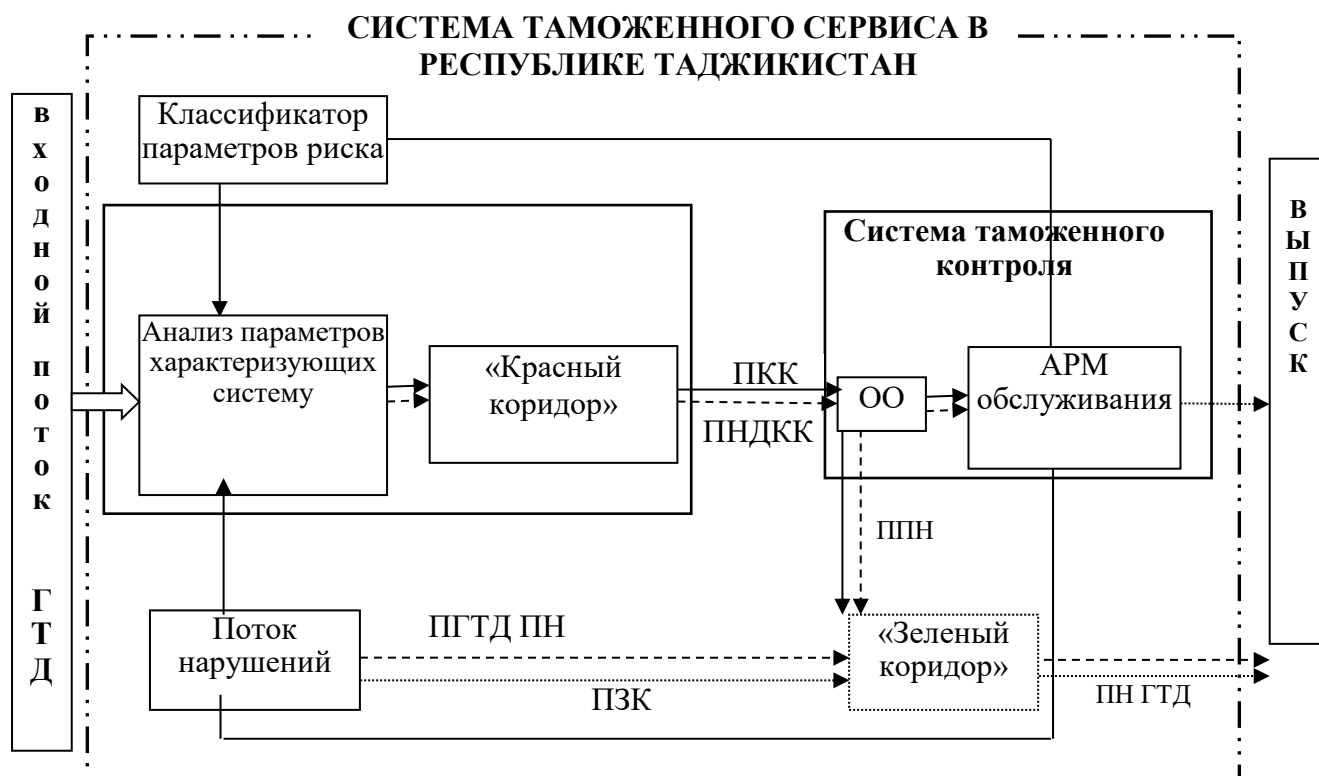 СИСТЕМА ТАМОЖЕННОГО СЕРВИСА В
РЕСПУБЛИКЕ ТАДЖИКИСТАН
в х о д н о й п о т о к Г Т Д
Классификатор
параметров риска
Система таможенного
контроля
Анализ параметров
характеризующих
систему
«Красный
коридор»
ПКК
ПНДКК
ОО
АРМ
обслуживания
В Ы П У С К
ППН
Поток
нарушений
ПГТД ПН
ПЗК
«Зеленый
коридор»
ПН ГТД